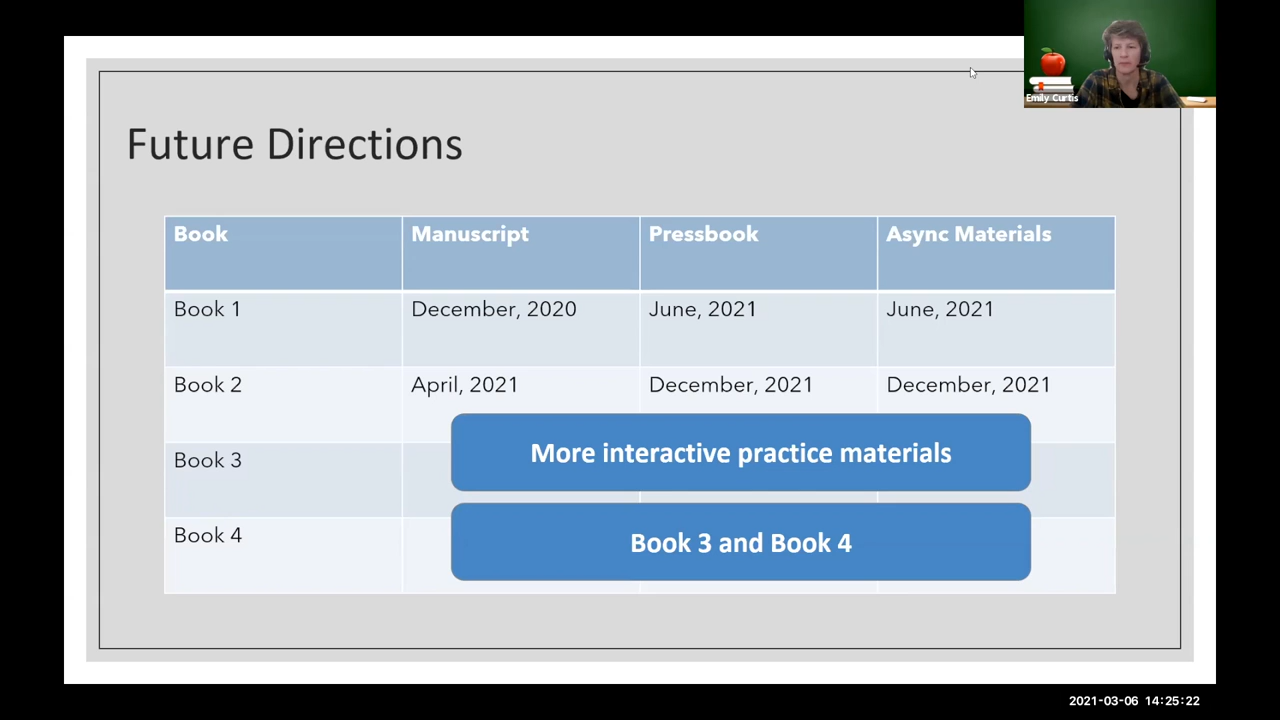 Emily Curtis
Future Directions
Book Manuscript Pressbook Async Materials
Book 1 December, 2020 June, 2021 June, 2021
Book 2 April, 2021 December, 2021 December, 2021
More interactive practice materials
Book 3
Book 4
Book 3 and Book 4
2021-03-06 14:25:22